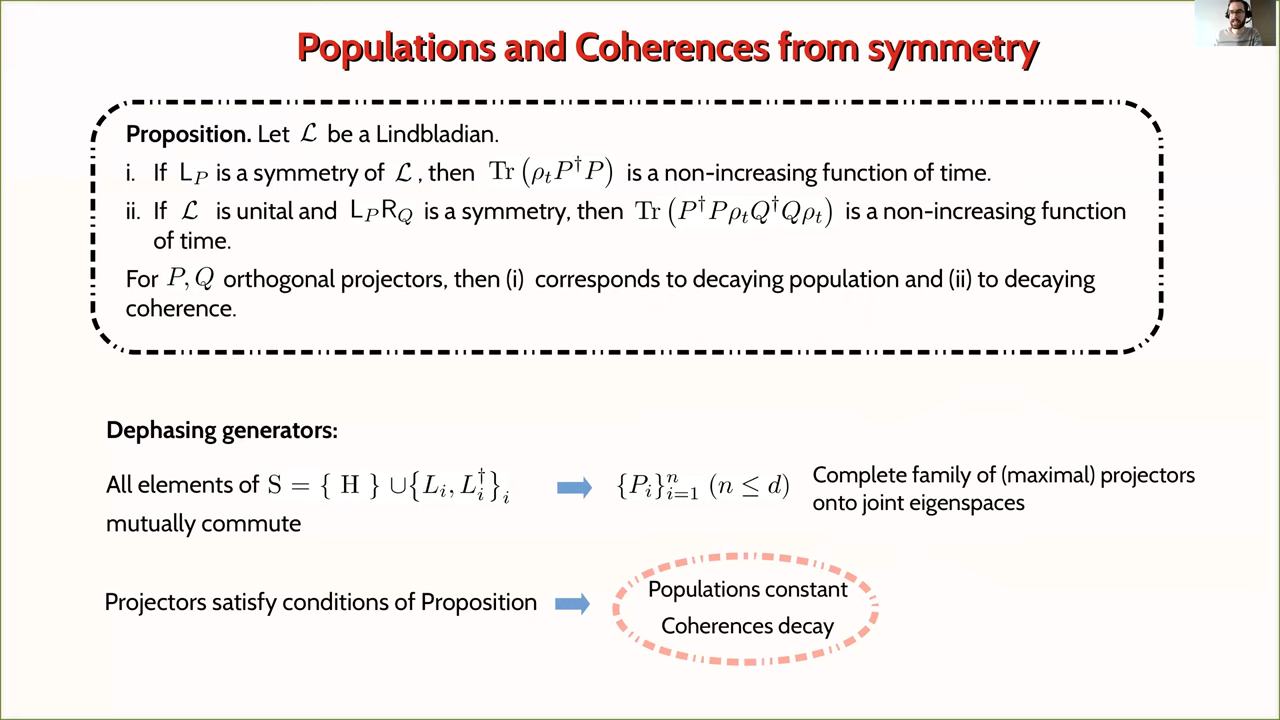 Populations and Coherences from symmetry
Proposition. Let ℒ be a Lindbladian.
i. If L_P is a symmetry of ℒ, then Tr(ρ_t P†P) is a non-increasing function of time.
ii. If ℒ is unital and L_P R_Q is a symmetry, then Tr(P†Pρ_t Q†Qρ_t) is a non-increasing function
of time.
For P, Q orthogonal projectors, then (i) corresponds to decaying population and (ii) to decaying
coherence.
Dephasing generators:
All elements of S = { H } ∪ {L_i, L_i†}_i
mutually commute
{P_i}_{i=1}^n (n ≤ d)
Complete family of (maximal) projectors
onto joint eigenspaces
Projectors satisfy conditions of Proposition
Populations constant
Coherences decay